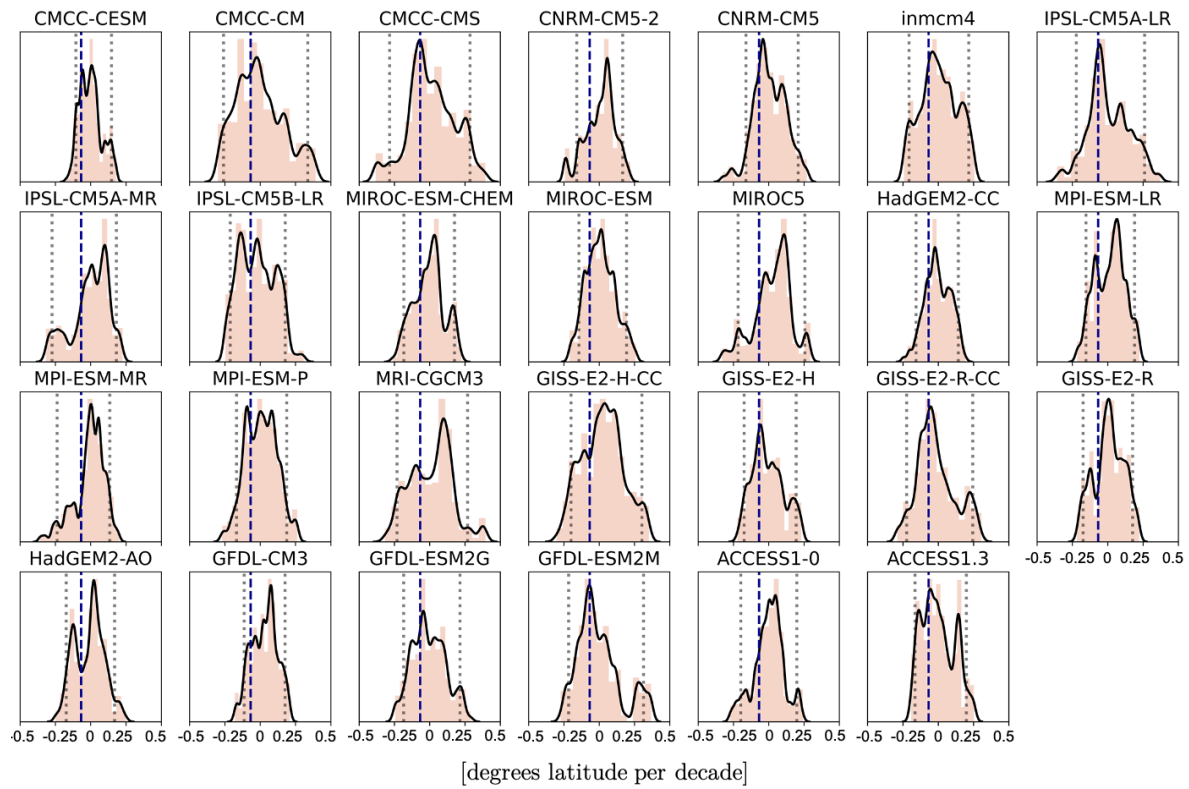 CMCC-CESM CMCC-CM CMCC-CMS CNRM-CM5-2 CNRM-CM5 inmcm4 IPSL-CM5A-LR
IPSL-CM5A-MR IPSL-CM5B-LR MIROC-ESM-CHEM MIROC-ESM MIROC5 HadGEM2-CC MPI-ESM-LR
MPI-ESM-MR MPI-ESM-P MRI-CGCM3 GISS-E2-H-CC GISS-E2-H GISS-E2-R-CC GISS-E2-R
-0.5 -0.25 0 0.25 0.5
HadGEM2-AO GFDL-CM3 GFDL-ESM2G GFDL-ESM2M ACCESS1-0 ACCESS1.3
-0.5 -0.25 0 0.25 0.5 -0.5 -0.25 0 0.25 0.5 -0.5 -0.25 0 0.25 0.5 -0.5 -0.25 0 0.25 0.5 -0.5 -0.25 0 0.25 0.5 -0.5 -0.25 0 0.25 0.5
[degrees latitude per decade]